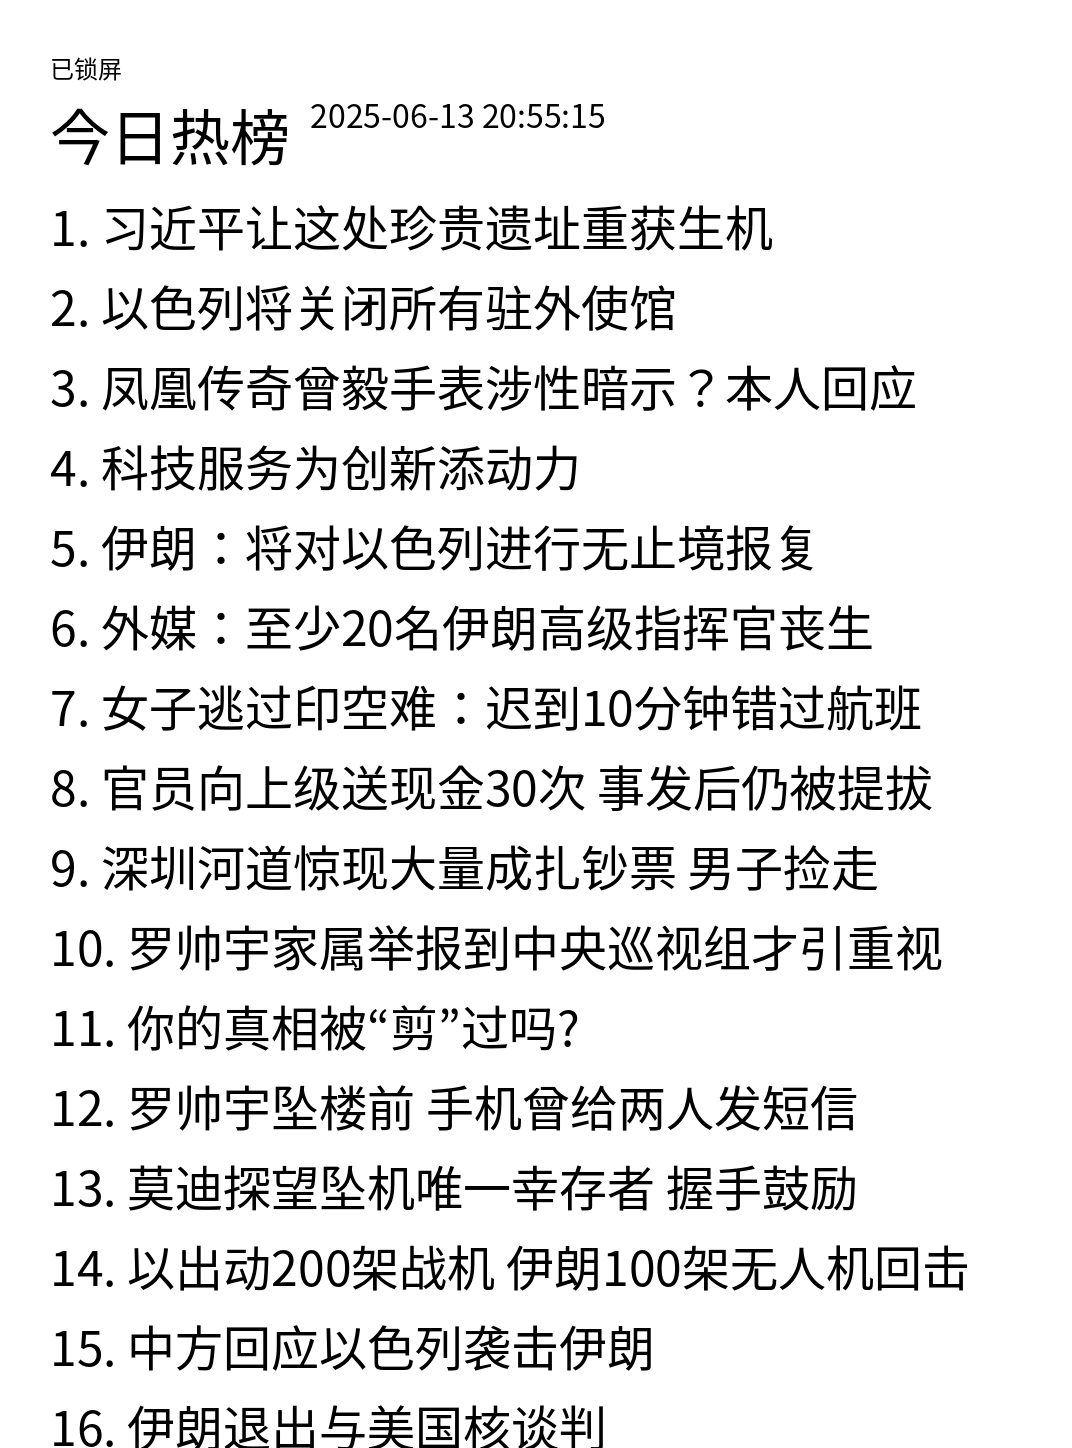 已锁屏
今日热榜 2025-06-13 20:55:15
1. 习近平让这处珍贵遗址重获生机
2. 以色列将关闭所有驻外使馆
3. 凤凰传奇曾毅手表涉性暗示？本人回应
4. 科技服务为创新添动力
5. 伊朗：将对以色列进行无止境报复
6. 外媒：至少20名伊朗高级指挥官丧生
7. 女子逃过印空难：迟到10分钟错过航班
8. 官员向上级送现金30次 事发后仍被提拔
9. 深圳河道惊现大量成扎钞票 男子捡走
10. 罗帅宇家属举报到中央巡视组才引重视
11. 你的真相被“剪”过吗?
12. 罗帅宇坠楼前 手机曾给两人发短信
13. 莫迪探望坠机唯一幸存者 握手鼓励
14. 以出动200架战机 伊朗100架无人机回击
15. 中方回应以色列袭击伊朗
16. 伊朗退出与美国核谈判